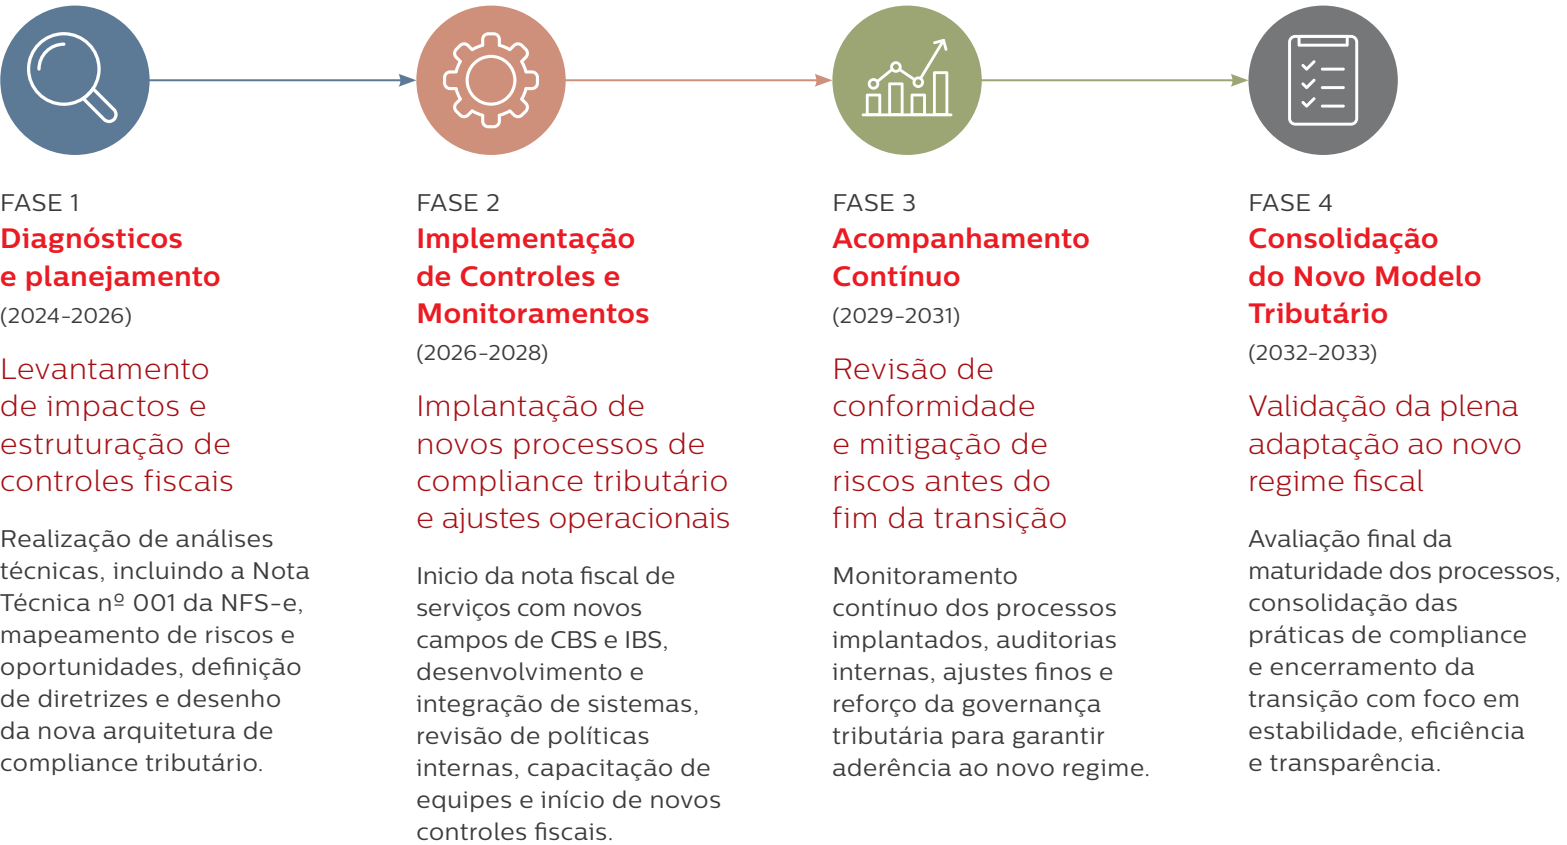 FASE 1
Diagnósticos
e planejamento
(2024-2026)
Levantamento
de impactos e
estruturação de
controles fiscais
Realização de análises
técnicas, incluindo a Nota
Técnica nº 001 da NFS-e,
mapeamento de riscos e
oportunidades, definição
de diretrizes e desenho
da nova arquitetura de
compliance tributário.
FASE 2
Implementação
de Controles e
Monitoramentos
(2026-2028)
Implantação de
novos processos de
compliance tributário
e ajustes operacionais
Inicio da nota fiscal de
serviços com novos
campos de CBS e IBS,
desenvolvimento e
integração de sistemas,
revisão de políticas
internas, capacitação de
equipes e início de novos
controles fiscais.
FASE 3
Acompanhamento
Contínuo
(2029-2031)
Revisão de
conformidade
e mitigação de
riscos antes do
fim da transição
Monitoramento
contínuo dos processos
implantados, auditorias
internas, ajustes finos e
reforço da governança
tributária para garantir
aderência ao novo regime.
FASE 4
Consolidação
do Novo Modelo
Tributário
(2032-2033)
Validação da plena
adaptação ao novo
regime fiscal
Avaliação final da
maturidade dos processos,
consolidação das
práticas de compliance
e encerramento da
transição com foco em
estabilidade, eficiência
e transparência.